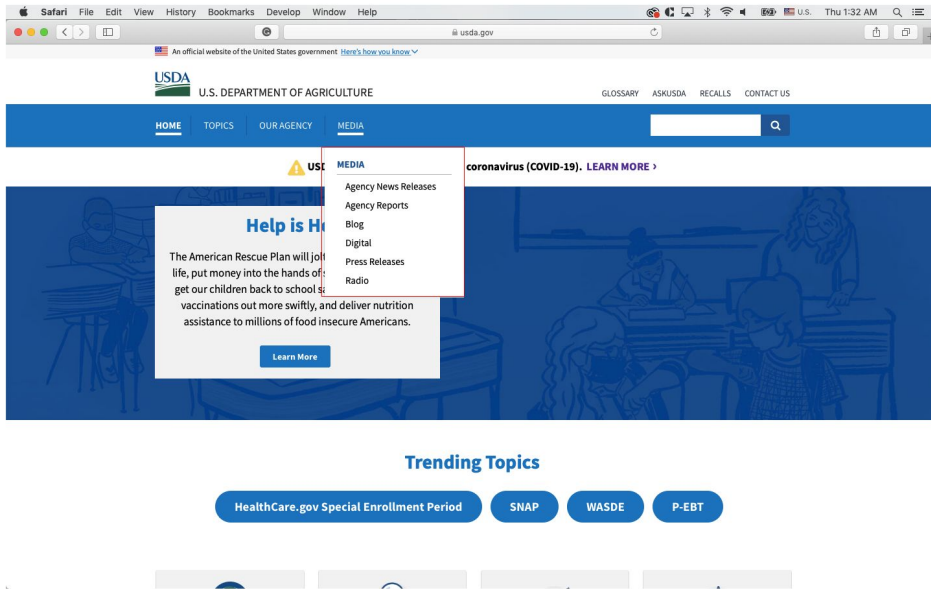 Safari File Edit View History Bookmarks Develop Window Help
U.S. Thu 1:32 AM
usda.gov
An official website of the United States government Here's how you know
USDA
U.S. DEPARTMENT OF AGRICULTURE
GLOSSARY ASKUSDA RECALLS CONTACT US
HOME TOPICS OUR AGENCY MEDIA
USD
coronavirus (COVID-19). LEARN MORE ›
MEDIA
Agency News Releases
Agency Reports
Blog
Digital
Press Releases
Radio
Help is H
The American Rescue Plan will jol
life, put money into the hands of
get our children back to school sa
vaccinations out more swiftly, and deliver nutrition
assistance to millions of food insecure Americans.
Learn More
Trending Topics
HealthCare.gov Special Enrollment Period SNAP WASDE P-EBT